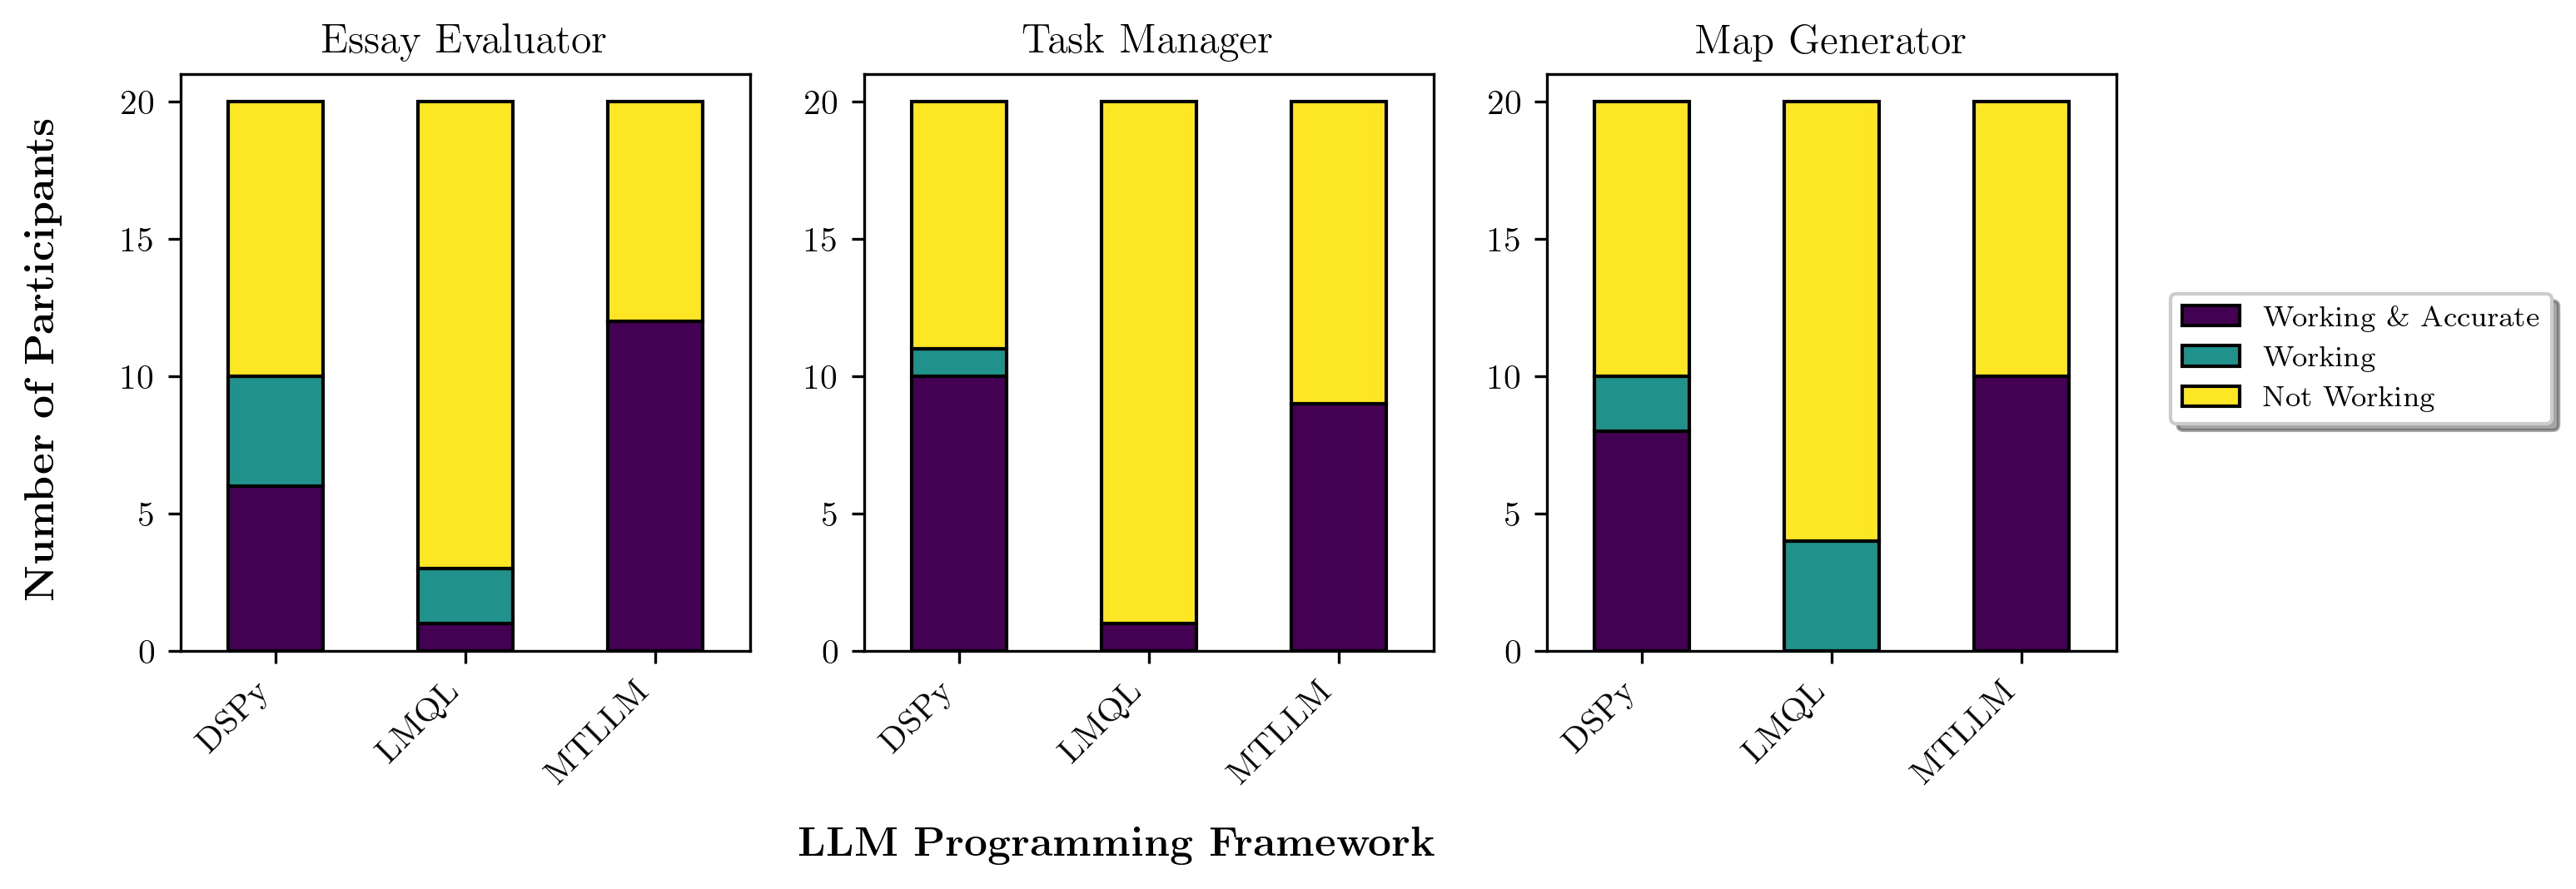 Essay Evaluator
Task Manager
Map Generator
Number of Participants
20
15
10
5
0
DSPy
LMQL
MTLLM
20
15
10
5
0
DSPy
LMQL
MTLLM
20
15
10
5
0
DSPy
LMQL
MTLLM
Working & Accurate
Working
Not Working
LLM Programming Framework